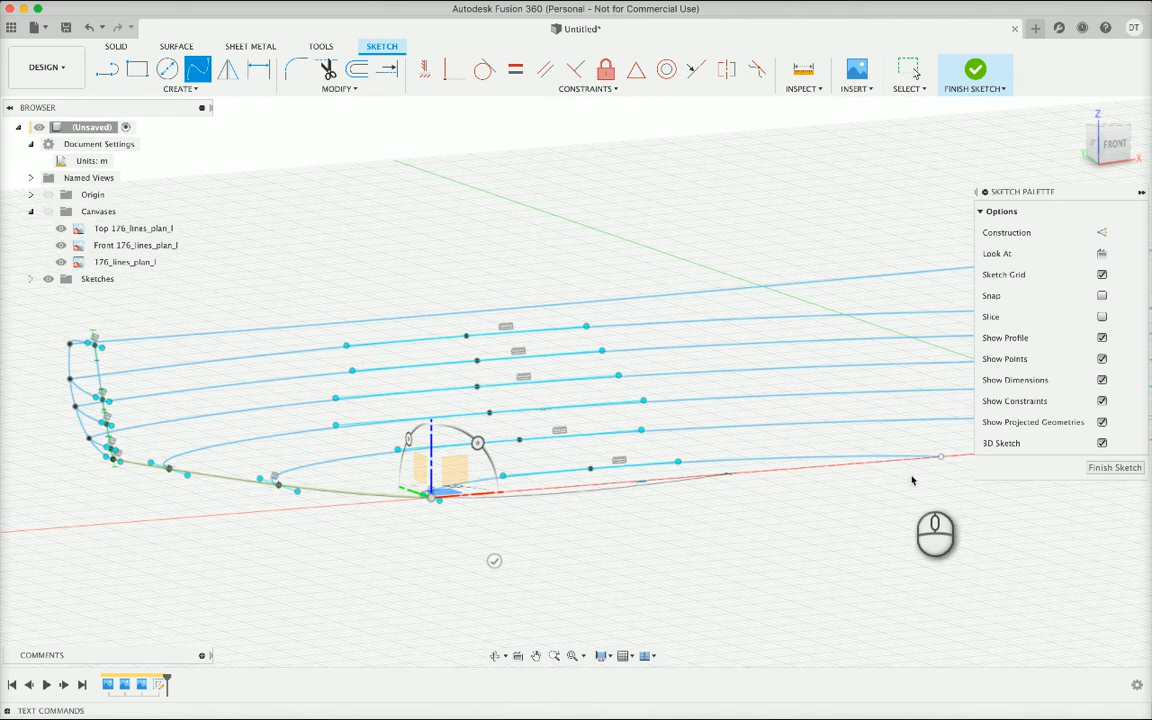 Autodesk Fusion 360 (Personal - Not for Commercial Use)
Untitled*
DT
DESIGN
SOLID SURFACE SHEET METAL TOOLS SKETCH
CREATE MODIFY CONSTRAINTS INSPECT INSERT SELECT FINISH SKETCH
BROWSER
(Unsaved)
Document Settings
Units: m
Named Views
Origin
Canvases
Top 176_lines_plan_l
Front 176_lines_plan_l
176_lines_plan_l
Sketches
Z
FRONT
X
Y
SKETCH PALETTE
Options
Construction
Look At
Sketch Grid
Snap
Slice
Show Profile
Show Points
Show Dimensions
Show Constraints
Show Projected Geometries
3D Sketch
Finish Sketch
COMMENTS
TEXT COMMANDS